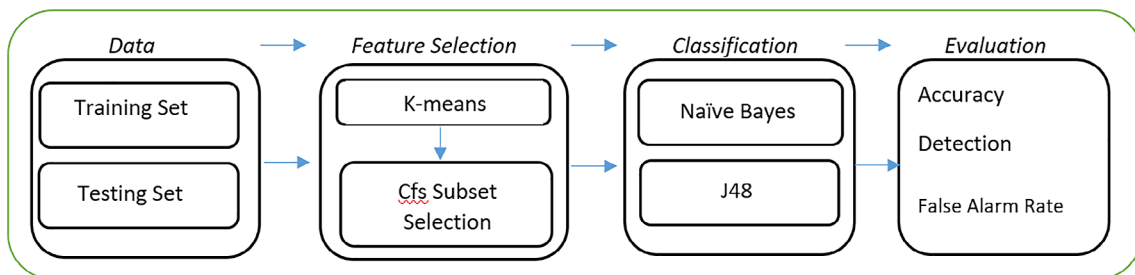 Data
Feature Selection
Classification
Evaluation
Training Set
Testing Set
K-means
Cfs Subset
Selection
Naïve Bayes
J48
Accuracy
Detection
False Alarm Rate